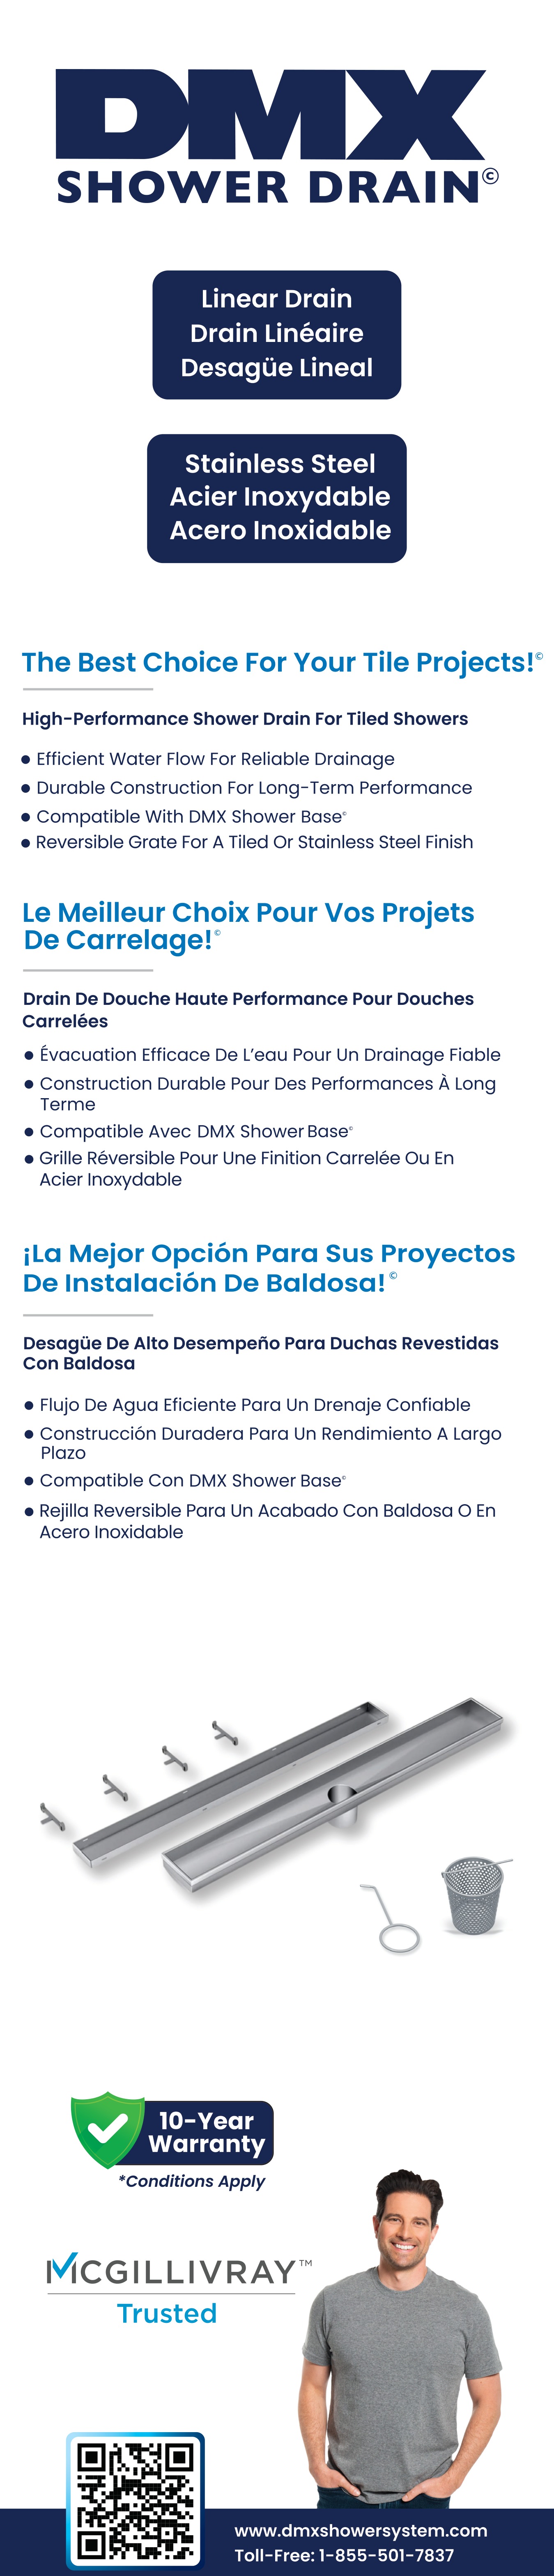 DMX
SHOWER DRAIN©
Linear Drain
Drain Linéaire
Desagüe Lineal
Stainless Steel
Acier Inoxydable
Acero Inoxidable
The Best Choice For Your Tile Projects!©
High-Performance Shower Drain For Tiled Showers
● Efficient Water Flow For Reliable Drainage
● Durable Construction For Long-Term Performance
● Compatible With DMX Shower Base©
● Reversible Grate For A Tiled Or Stainless Steel Finish
Le Meilleur Choix Pour Vos Projets
De Carrelage!©
Drain De Douche Haute Performance Pour Douches
Carrelées
● Évacuation Efficace De L’eau Pour Un Drainage Fiable
● Construction Durable Pour Des Performances À Long
Terme
● Compatible Avec DMX Shower Base©
● Grille Réversible Pour Une Finition Carrelée Ou En
Acier Inoxydable
¡La Mejor Opción Para Sus Proyectos
De Instalación De Baldosa!©
Desagüe De Alto Desempeño Para Duchas Revestidas
Con Baldosa
● Flujo De Agua Eficiente Para Un Drenaje Confiable
● Construcción Duradera Para Un Rendimiento A Largo
Plazo
● Compatible Con DMX Shower Base©
● Rejilla Reversible Para Un Acabado Con Baldosa O En
Acero Inoxidable
10-Year
Warranty
*Conditions Apply
MCGILLIVRAY™
Trusted
www.dmxshowersystem.com
Toll-Free: 1-855-501-7837